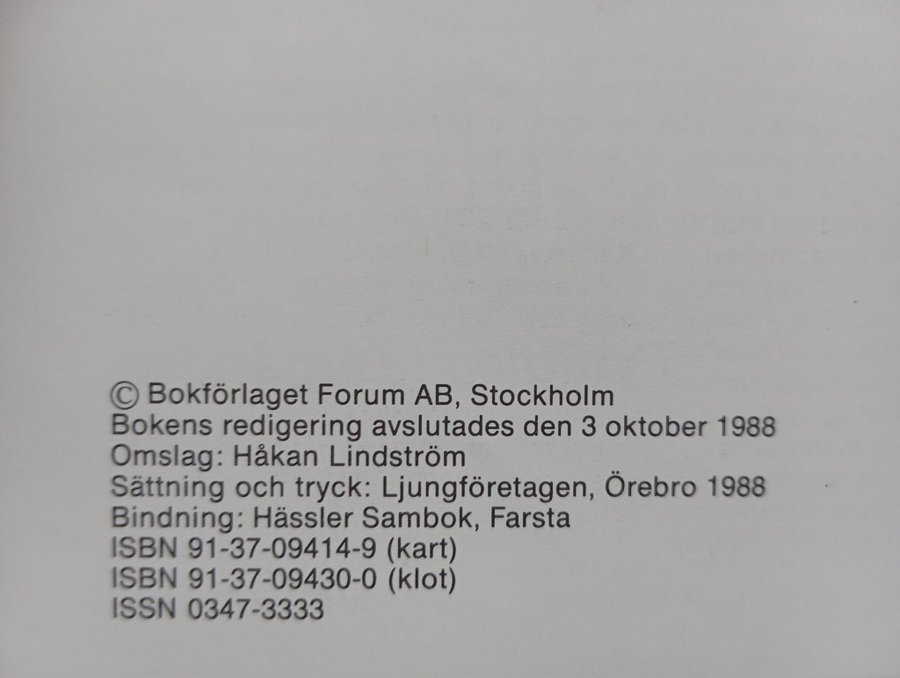 © Bokförlaget Forum AB, Stockholm
Bokens redigering avslutades den 3 oktober 1988
Omslag: Håkan Lindström
Sättning och tryck: Ljungföretagen, Örebro 1988
Bindning: Hässler Sambok, Farsta
ISBN 91-37-09414-9 (kart)
ISBN 91-37-09430-0 (klot)
ISSN 0347-3333